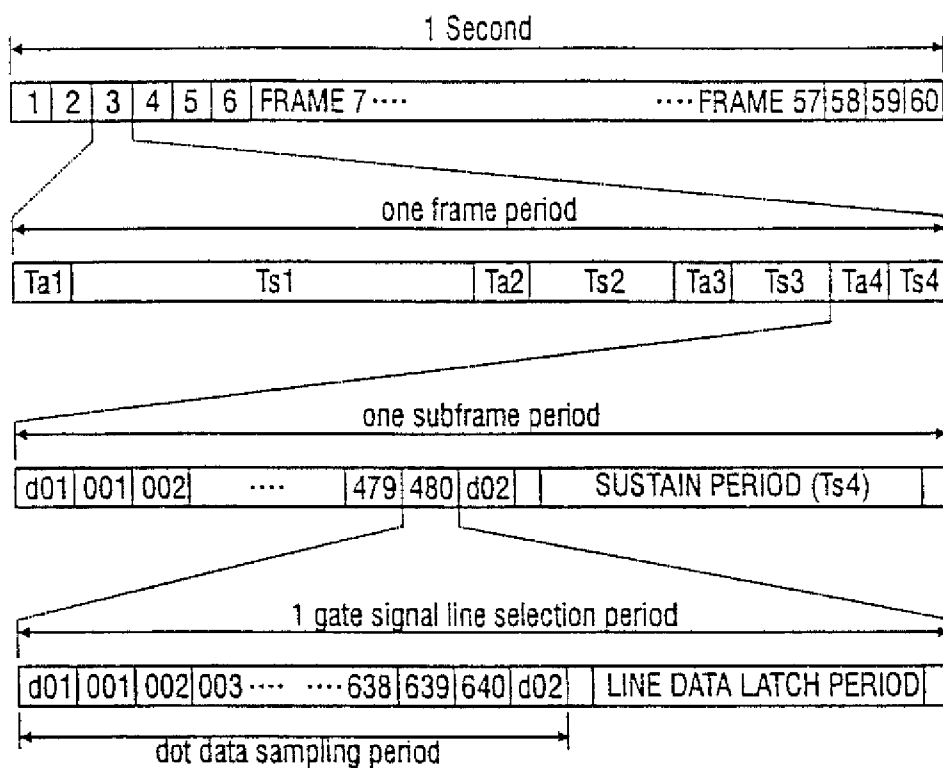 1 Second
1 2 3 4 5 6 FRAME 7 ···· ···· FRAME 57 58 59 60
one frame period
Ta1 Ts1 Ta2 Ts2 Ta3 Ts3 Ta4 Ts4
one subframe period
d01 001 002 ···· 479 480 d02 SUSTAIN PERIOD (Ts4)
1 gate signal line selection period
d01 001 002 003 ···· ···· 638 639 640 d02 LINE DATA LATCH PERIOD
dot data sampling period